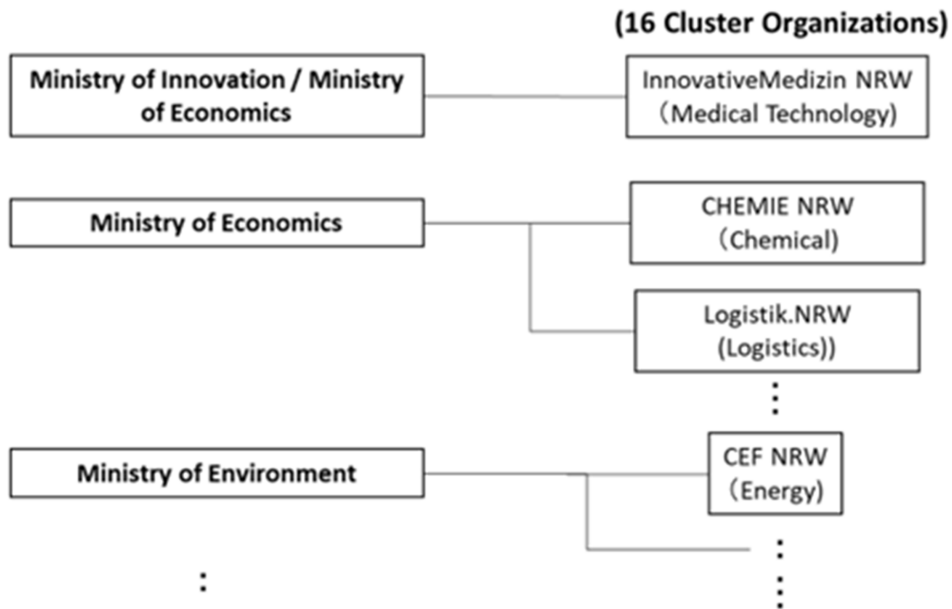 (16 Cluster Organizations)
Ministry of Innovation / Ministry
of Economics
InnovativeMedizin NRW
（Medical Technology)
Ministry of Economics
CHEMIE NRW
（Chemical)
Logistik.NRW
(Logistics))
⋮
Ministry of Environment
CEF NRW
（Energy)
⋮
:
⋮